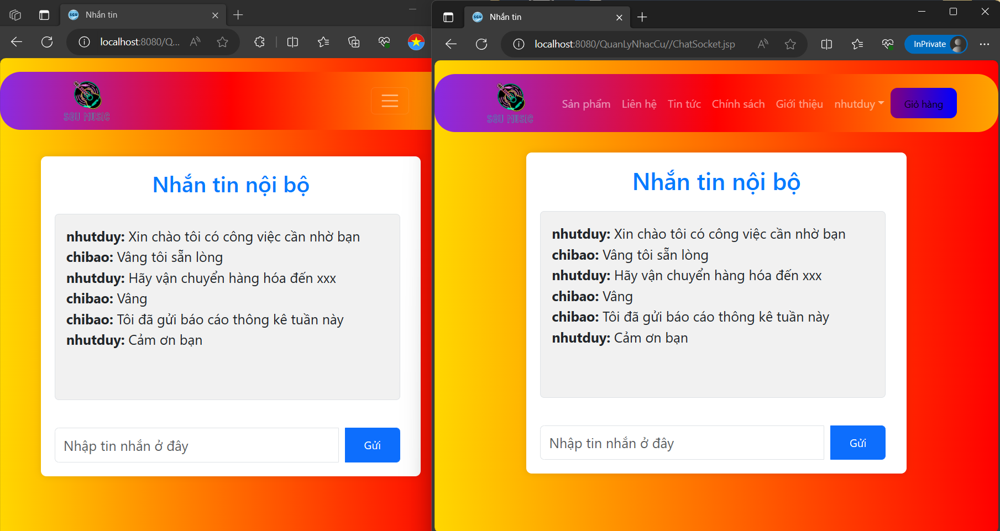 SGU Nhắn tin
localhost:8080/Q...
SGU MUSIC
Nhắn tin nội bộ
nhutduy: Xin chào tôi có công việc cần nhờ bạn
chibao: Vâng tôi sẵn lòng
nhutduy: Hãy vận chuyển hàng hóa đến xxx
chibao: Vâng
chibao: Tôi đã gửi báo cáo thông kê tuần này
nhutduy: Cảm ơn bạn
Nhập tin nhắn ở đây Gửi
SGU Nhắn tin
localhost:8080/QuanLyNhacCu//ChatSocket.jsp InPrivate
SGU MUSIC Sản phẩm Liên hệ Tin tức Chính sách Giới thiệu nhutduy Giỏ hàng
Nhắn tin nội bộ
nhutduy: Xin chào tôi có công việc cần nhờ bạn
chibao: Vâng tôi sẵn lòng
nhutduy: Hãy vận chuyển hàng hóa đến xxx
chibao: Vâng
chibao: Tôi đã gửi báo cáo thông kê tuần này
nhutduy: Cảm ơn bạn
Nhập tin nhắn ở đây Gửi